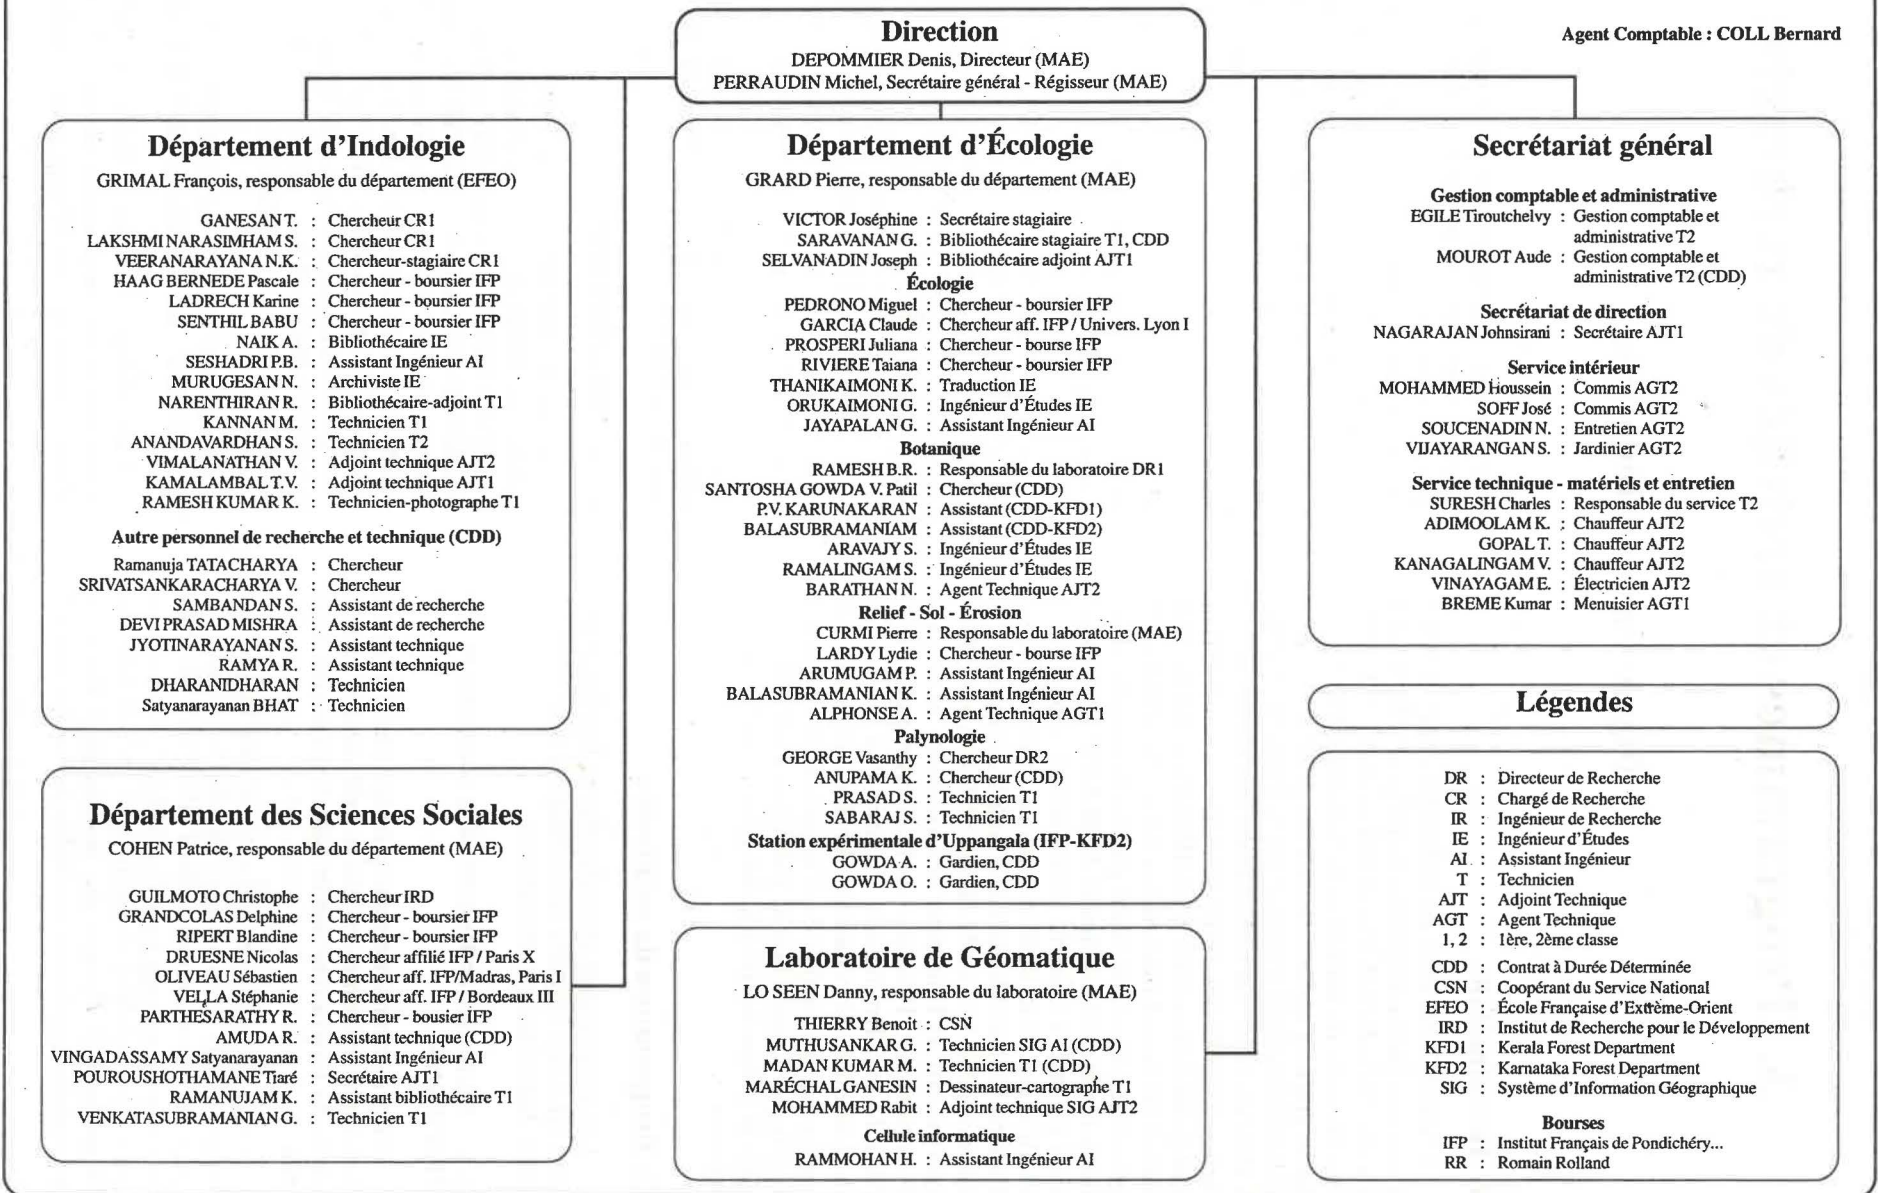 Direction
DEPOMMIER Denis, Directeur (MAE)
PERRAUDIN Michel, Secrétaire général - Régisseur (MAE)
Agent Comptable : COLL Bernard
Département d'Indologie
GRIMAL François, responsable du département (EFEO)
GANESAN T. : Chercheur CR1
LAKSHMI NARASIMHAM S. : Chercheur CR1
VEERANARAYANA N.K. : Chercheur-stagiaire CR1
HAAG BERNEDE Pascale : Chercheur - boursier IFP
LADRECH Karine : Chercheur - boursier IFP
SENTHIL BABU : Chercheur - boursier IFP
NAIK A. : Bibliothécaire IE
SESHADRI P.B. : Assistant Ingénieur AI
MURUGESAN N. : Archiviste IE
NARENTHIRAN R. : Bibliothécaire-adjoint T1
KANNAN M. : Technicien T1
ANANDAVARDHAN S. : Technicien T2
VIMALANATHAN V. : Adjoint technique AJT2
KAMALAMBAL T.V. : Adjoint technique AJT1
RAMESH KUMAR K. : Technicien-photographe T1
Autre personnel de recherche et technique (CDD)
Ramanuja TATACHARYA : Chercheur
SRIVATSANKARACHARYA V. : Chercheur
SAMBANDAN S. : Assistant de recherche
DEVI PRASAD MISHRA : Assistant de recherche
JYOTINARAYANAN S. : Assistant technique
RAMYA R. : Assistant technique
DHARANIDHARAN : Technicien
Satyanarayanan BHAT : Technicien
Département des Sciences Sociales
COHEN Patrice, responsable du département (MAE)
GUILMOTO Christophe : Chercheur IRD
GRANDCOLAS Delphine : Chercheur - boursier IFP
RIPERT Blandine : Chercheur - boursier IFP
DRUESNE Nicolas : Chercheur affilié IFP / Paris X
OLIVEAU Sébastien : Chercheur aff. IFP/Madras, Paris I
VELLA Stéphanie : Chercheur aff. IFP / Bordeaux III
PARTHESARATHY R. : Chercheur - bousier IFP
AMUDA R. : Assistant technique (CDD)
VINGADASSAMY Satyanarayanan : Assistant Ingénieur AI
POUROUSHOTHAMANE Tiaré : Secrétaire AJT1
RAMANUJAM K. : Assistant bibliothécaire T1
VENKATASUBRAMANIAN G. : Technicien T1
Département d'Écologie
GRARD Pierre, responsable du département (MAE)
VICTOR Joséphine : Secrétaire stagiaire
SARAVANAN G. : Bibliothécaire stagiaire T1, CDD
SELVANADIN Joseph : Bibliothécaire adjoint AJT1
Écologie
PEDRONO Miguel : Chercheur - boursier IFP
GARCIA Claude : Chercheur aff. IFP / Univers. Lyon I
PROSPERI Juliana : Chercheur - bourse IFP
RIVIERE Taiana : Chercheur - boursier IFP
THANIKAIMONI K. : Traduction IE
ORUKAIMONI G. : Ingénieur d'Études IE
JAYAPALAN G. : Assistant Ingénieur AI
Botanique
RAMESH B.R. : Responsable du laboratoire DR1
SANTOSHA GOWDA V. Patil : Chercheur (CDD)
P.V. KARUNAKARAN : Assistant (CDD-KFD1)
BALASUBRAMANIAM : Assistant (CDD-KFD2)
ARAVAJY S. : Ingénieur d'Études IE
RAMALINGAM S. : Ingénieur d'Études IE
BARATHAN N. : Agent Technique AJT2
Relief - Sol - Érosion
CURMI Pierre : Responsable du laboratoire (MAE)
LARDY Lydie : Chercheur - bourse IFP
ARUMUGAM P. : Assistant Ingénieur AI
BALASUBRAMANIAN K. : Assistant Ingénieur AI
ALPHONSE A. : Agent Technique AGT1
Palynologie
GEORGE Vasanthy : Chercheur DR2
ANUPAMA K. : Chercheur (CDD)
PRASAD S. : Technicien T1
SABARAJ S. : Technicien T1
Station expérimentale d'Uppangala (IFP-KFD2)
GOWDA A. : Gardien, CDD
GOWDA O. : Gardien, CDD
Laboratoire de Géomatique
LO SEEN Danny, responsable du laboratoire (MAE)
THIERRY Benoit : CSN
MUTHUSANKAR G. : Technicien SIG AI (CDD)
MADAN KUMAR M. : Technicien T1 (CDD)
MARÉCHAL GANESIN : Dessinateur-cartographe T1
MOHAMMED Rabit : Adjoint technique SIG AJT2
Cellule informatique
RAMMOHAN H. : Assistant Ingénieur AI
Secrétariat général
Gestion comptable et administrative
EGILE Tiroutchelvy : Gestion comptable et
administrative T2
MOUROT Aude : Gestion comptable et
administrative T2 (CDD)
Secrétariat de direction
NAGARAJAN Johnsirani : Secrétaire AJT1
Service intérieur
MOHAMMED Houssein : Commis AGT2
SOFF José : Commis AGT2
SOUCENADIN N. : Entretien AGT2
VIJAYARANGAN S. : Jardinier AGT2
Service technique - matériels et entretien
SURESH Charles : Responsable du service T2
ADIMOOLAM K. : Chauffeur AJT2
GOPAL T. : Chauffeur AJT2
KANAGALINGAM V. : Chauffeur AJT2
VINAYAGAM E. : Électricien AJT2
BREME Kumar : Menuisier AGT1
Légendes
DR : Directeur de Recherche
CR : Chargé de Recherche
IR : Ingénieur de Recherche
IE : Ingénieur d'Études
AI : Assistant Ingénieur
T : Technicien
AJT : Adjoint Technique
AGT : Agent Technique
1, 2 : 1ère, 2ème classe
CDD : Contrat à Durée Déterminée
CSN : Coopérant du Service National
EFEO : École Française d'Extrême-Orient
IRD : Institut de Recherche pour le Développement
KFD1 : Kerala Forest Department
KFD2 : Karnataka Forest Department
SIG : Système d'Information Géographique
Bourses
IFP : Institut Français de Pondichéry...
RR : Romain Rolland